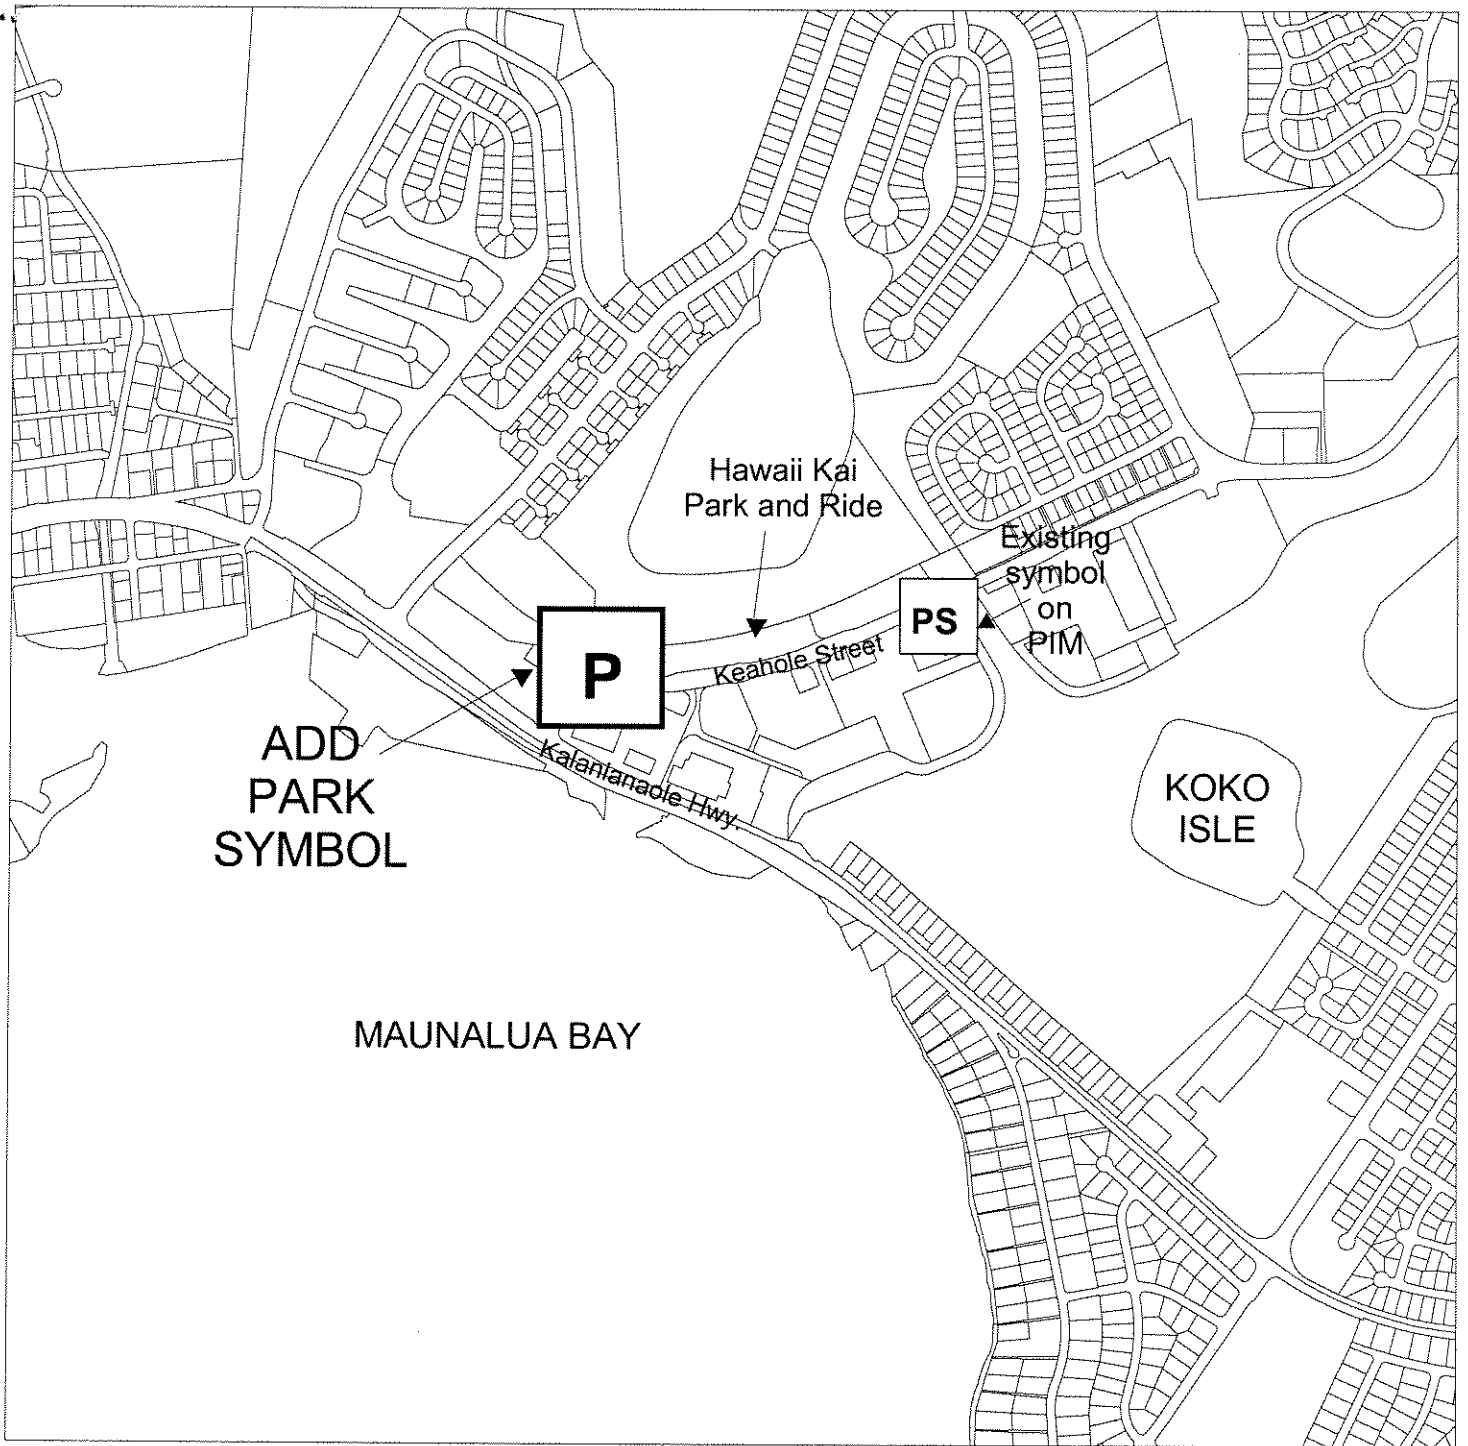 Hawaii Kai
Park and Ride
Existing
symbol
on
PIM
PS
P
Keahole Street
ADD
PARK
SYMBOL
Kalanianaole Hwy.
KOKO
ISLE
MAUNALUA BAY